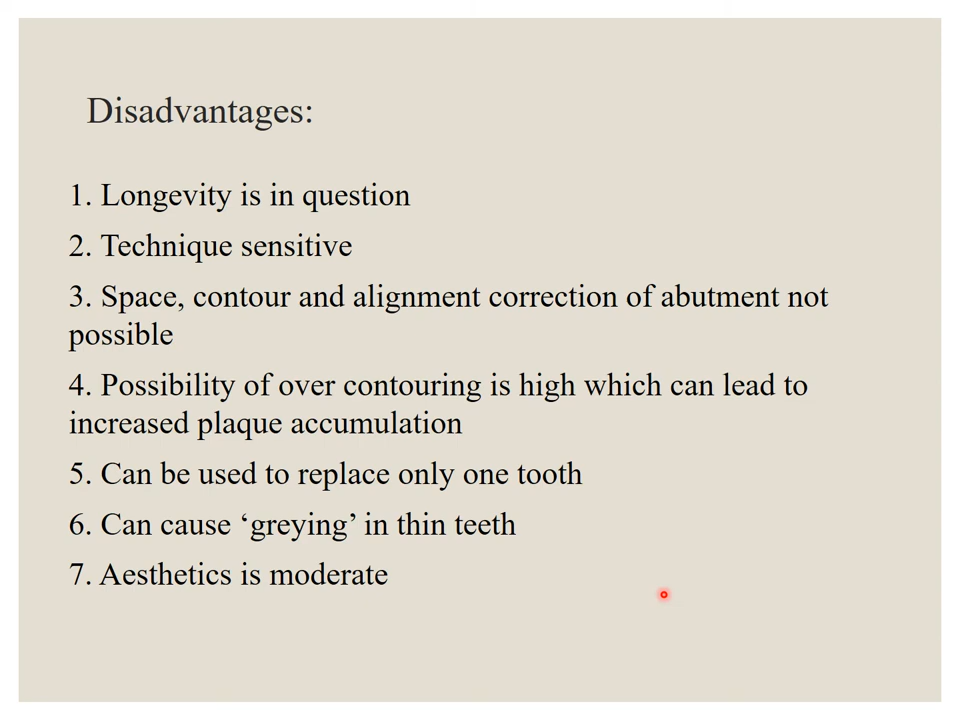 Disadvantages:
1. Longevity is in question
2. Technique sensitive
3. Space, contour and alignment correction of abutment not
possible
4. Possibility of over contouring is high which can lead to
increased plaque accumulation
5. Can be used to replace only one tooth
6. Can cause ‘greying’ in thin teeth
7. Aesthetics is moderate